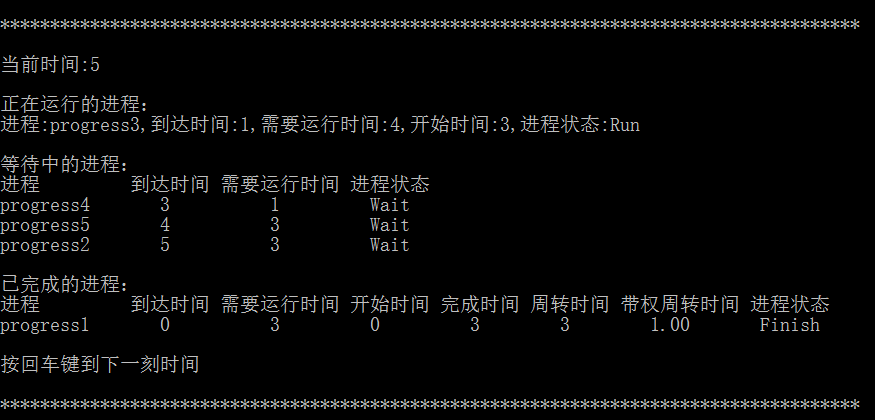 **************************************************************************************
当前时间:5
正在运行的进程:
进程:progress3,到达时间:1,需要运行时间:4,开始时间:3,进程状态:Run
等待中的进程:
进程 到达时间 需要运行时间 进程状态
progress4 3 1 Wait
progress5 4 3 Wait
progress2 5 3 Wait
已完成的进程:
进程 到达时间 需要运行时间 开始时间 完成时间 周转时间 带权周转时间 进程状态
progress1 0 3 0 3 3 1.00 Finish
按回车键到下一刻时间
**************************************************************************************